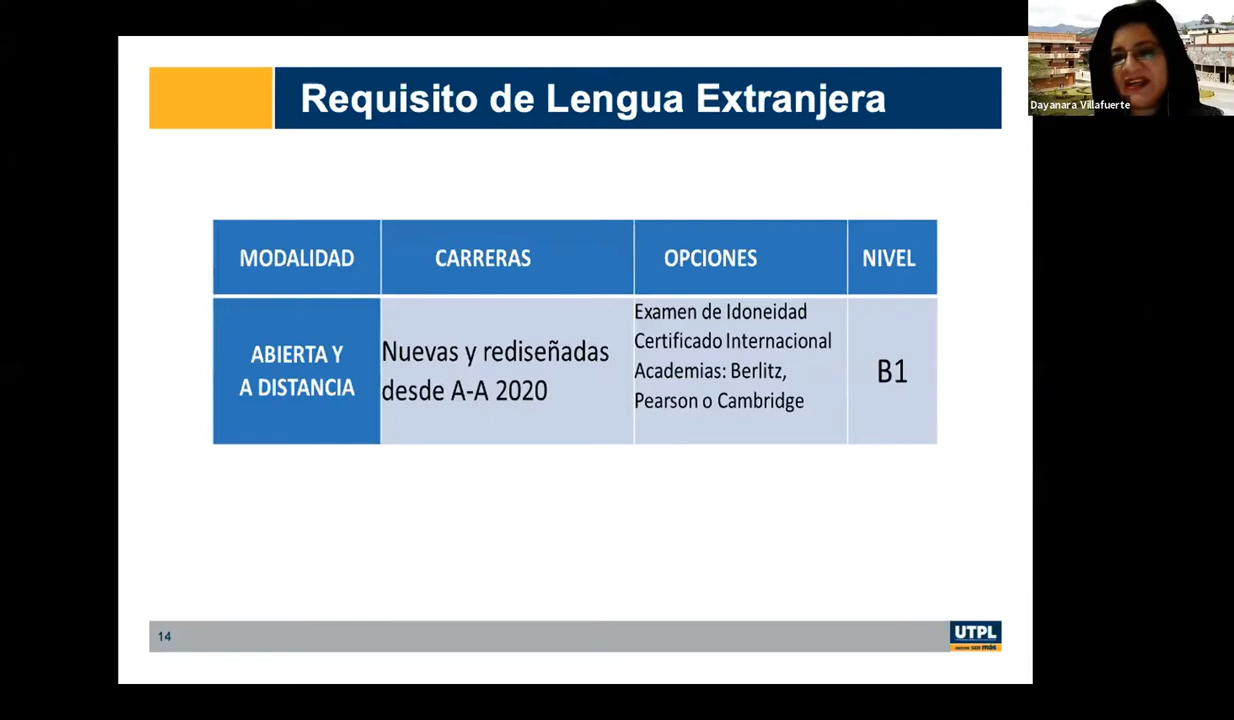 Requisito de Lengua Extranjera
Dayanara Villafuerte
MODALIDAD
CARRERAS
OPCIONES
NIVEL
ABIERTA Y
A DISTANCIA
Nuevas y rediseñadas
desde A-A 2020
Examen de Idoneidad
Certificado Internacional
Academias: Berlitz,
Pearson o Cambridge
B1
14
UTPL